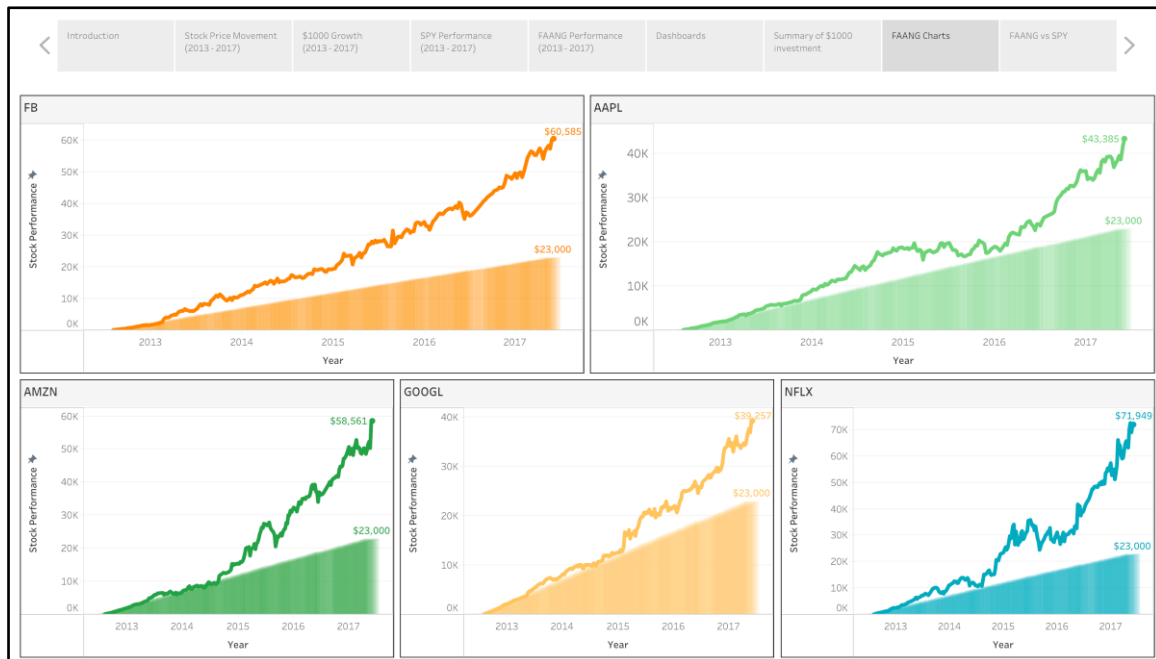 Introduction
Stock Price Movement
(2013 - 2017)
$1000 Growth
(2013 - 2017)
SPY Performance
(2013 - 2017)
FAANG Performance
(2013 - 2017)
Dashboards
Summary of $1000
investment
FAANG Charts
FAANG vs SPY
FB
$60,585
60K
50K
40K
30K
$23,000
20K
10K
0K
Stock Performance
2013
2014
2015
2016
2017
Year
AAPL
$43,385
40K
30K
$23,000
20K
10K
0K
Stock Performance
2013
2014
2015
2016
2017
Year
AMZN
60K
$58,561
50K
40K
30K
$23,000
20K
10K
0K
Stock Performance
2013
2014
2015
2016
2017
Year
GOOGL
40K
$39,257
30K
$23,000
20K
10K
0K
Stock Performance
2013
2014
2015
2016
2017
Year
NFLX
$71,949
70K
60K
50K
40K
30K
$23,000
20K
10K
0K
Stock Performance
2013
2014
2015
2016
2017
Year